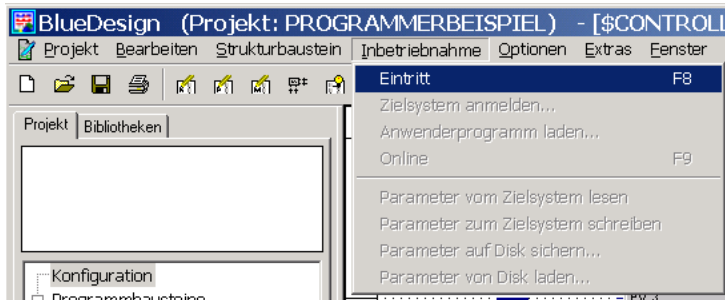 BlueDesign (Projekt: PROGRAMMERBEISPIEL) - [$CONTROLL
Projekt Bearbeiten Strukturbaustein Inbetriebnahme Optionen Extras Fenster
Eintritt F8
Zielsystem anmelden...
Anwenderprogramm laden...
Online F9
Parameter vom Zielsystem lesen
Parameter zum Zielsystem schreiben
Parameter auf Disk sichern...
Parameter von Disk laden...
Projekt Bibliotheken
Konfiguration
Programmbausteine